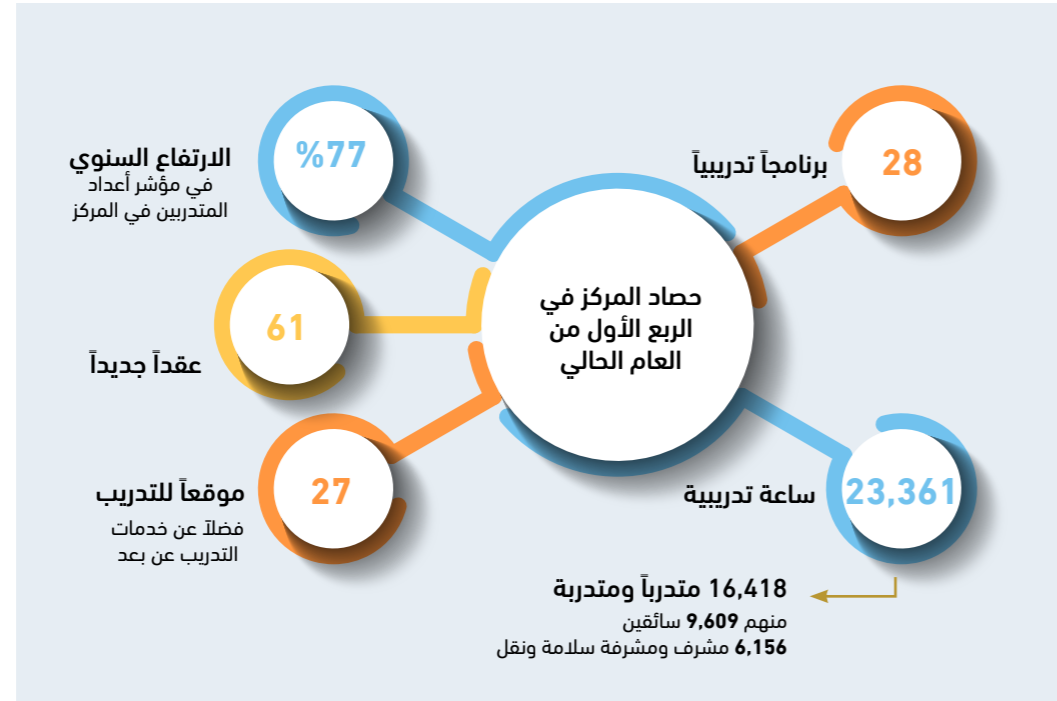 حصاد المركز في
الربع الأول من
العام الحالي
28
برنامجاً تدريبياً
23,361
ساعة تدريبية
16,418 متدرباً ومتدربة
منهم 9,609 سائقين
6,156 مشرف ومشرفة سلامة ونقل
%77
الارتفاع السنوي
في مؤشر أعداد
المتدربين في المركز
61
عقداً جديداً
27
موقعاً للتدريب
فضلاً عن خدمات
التدريب عن بعد